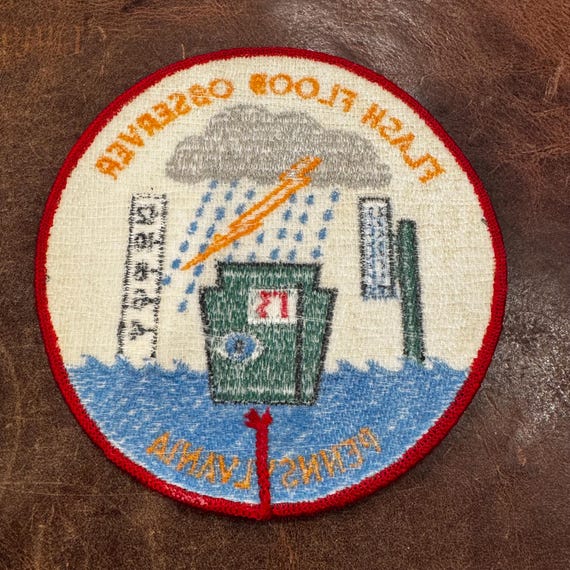 FLASH FLOOD OBSERVER
PENNSYLVANIA